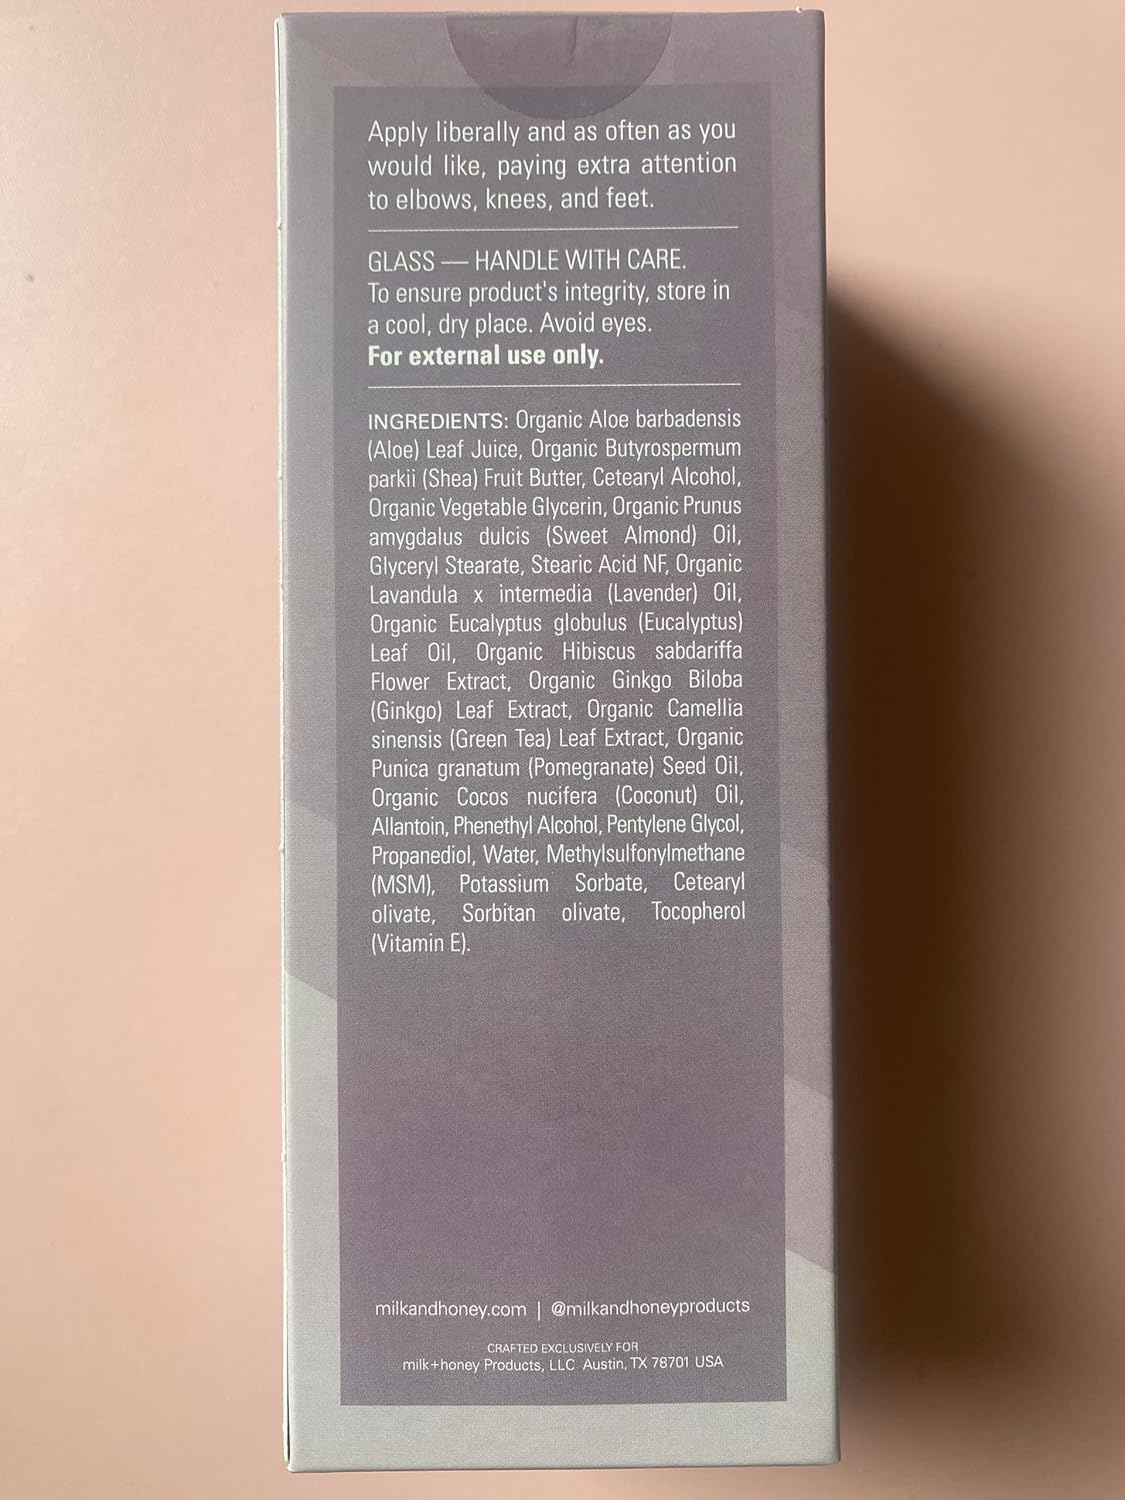 Apply liberally and as often as you
would like, paying extra attention
to elbows, knees, and feet.
GLASS — HANDLE WITH CARE.
To ensure product's integrity, store in
a cool, dry place. Avoid eyes.
For external use only.
INGREDIENTS: Organic Aloe barbadensis
(Aloe) Leaf Juice, Organic Butyrospermum
parkii (Shea) Fruit Butter, Cetearyl Alcohol,
Organic Vegetable Glycerin, Organic Prunus
amygdalus dulcis (Sweet Almond) Oil,
Glyceryl Stearate, Stearic Acid NF, Organic
Lavandula x intermedia (Lavender) Oil,
Organic Eucalyptus globulus (Eucalyptus)
Leaf Oil, Organic Hibiscus sabdariffa
Flower Extract, Organic Ginkgo Biloba
(Ginkgo) Leaf Extract, Organic Camellia
sinensis (Green Tea) Leaf Extract, Organic
Punica granatum (Pomegranate) Seed Oil,
Organic Cocos nucifera (Coconut) Oil,
Allantoin, Phenethyl Alcohol, Pentylene Glycol,
Propanediol, Water, Methylsulfonylmethane
(MSM), Potassium Sorbate, Cetearyl
olivate, Sorbitan olivate, Tocopherol
(Vitamin E).
milkandhoney.com | @milkandhoneyproducts
CRAFTED EXCLUSIVELY FOR
milk+honey Products, LLC Austin, TX 78701 USA